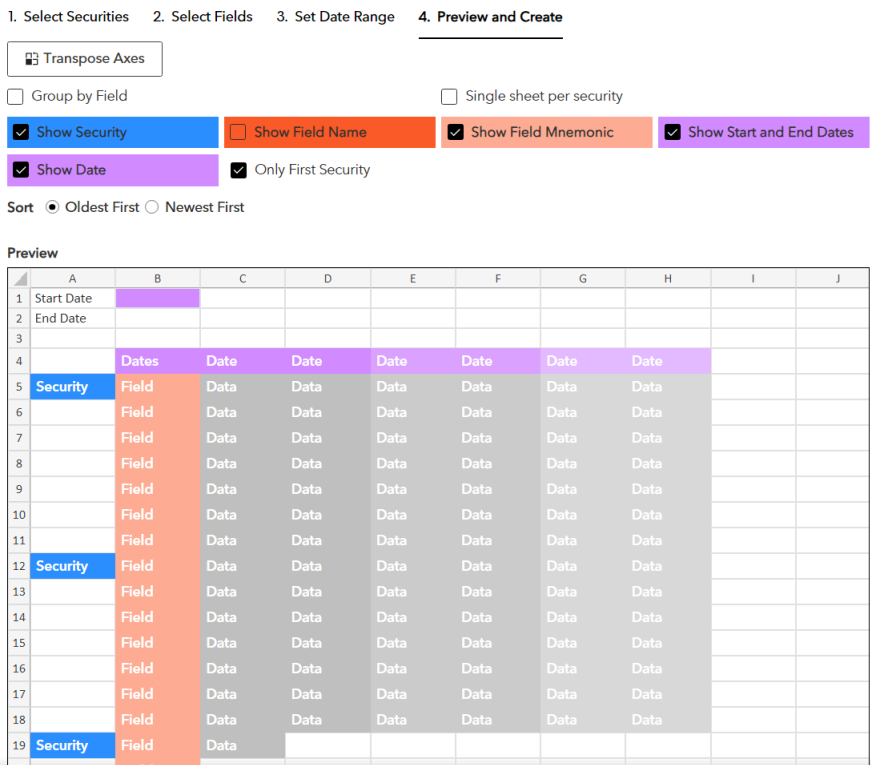 1. Select Securities 2. Select Fields 3. Set Date Range 4. Preview and Create
Transpose Axes
Group by Field Single sheet per security
Show Security Show Field Name Show Field Mnemonic Show Start and End Dates
Show Date Only First Security
Sort Oldest First Newest First
Preview
A B C D E F G H I J
1 Start Date
2 End Date
3
4 Dates Date Date Date Date Date Date
5 Security Field Data Data Data Data Data Data
6 Field Data Data Data Data Data Data
7 Field Data Data Data Data Data Data
8 Field Data Data Data Data Data Data
9 Field Data Data Data Data Data Data
10 Field Data Data Data Data Data Data
11 Field Data Data Data Data Data Data
12 Security Field Data Data Data Data Data Data
13 Field Data Data Data Data Data Data
14 Field Data Data Data Data Data Data
15 Field Data Data Data Data Data Data
16 Field Data Data Data Data Data Data
17 Field Data Data Data Data Data Data
18 Field Data Data Data Data Data Data
19 Security Field Data